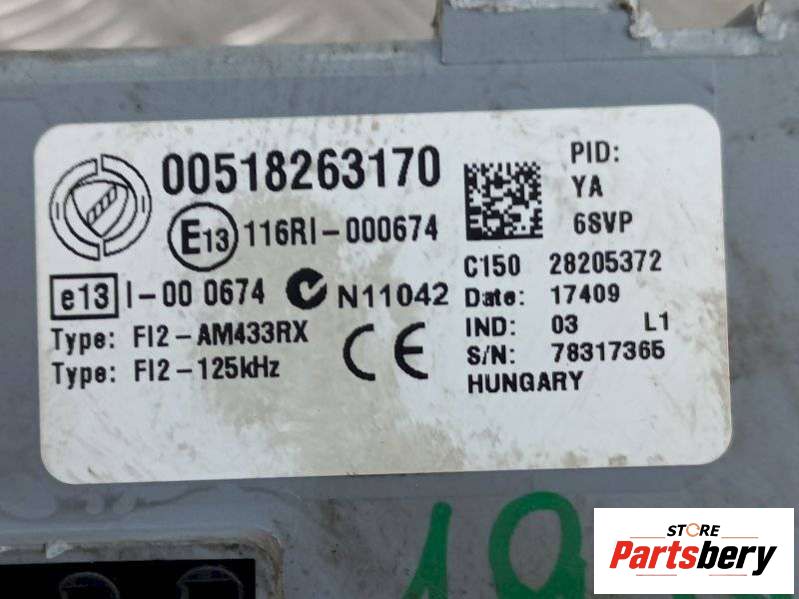 00518263170
E13 116RI-000674
e13 I-00 0674 N11042
Type: FI2-AM433RX
Type: FI2-125kHz
CE
PID:
YA
6SVP
C150 28205372
Date: 17409
IND: 03 L1
S/N: 78317365
HUNGARY
STORE
Partsbery